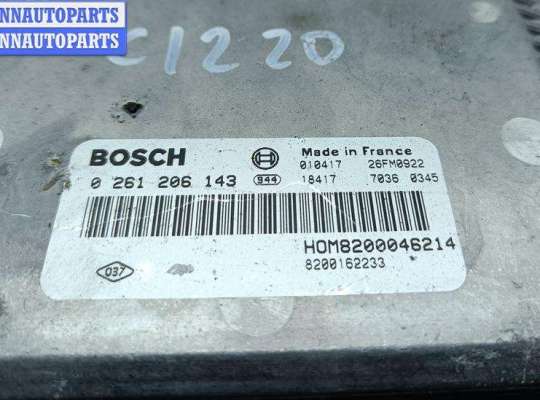 NNAUTOPARTS
INNAUTOPARTS
C1220
BOSCH
Made in France
0 261 206 143
944
010417 26FM0922
18417 7036 0345
HOM8200046214
8200162233
037